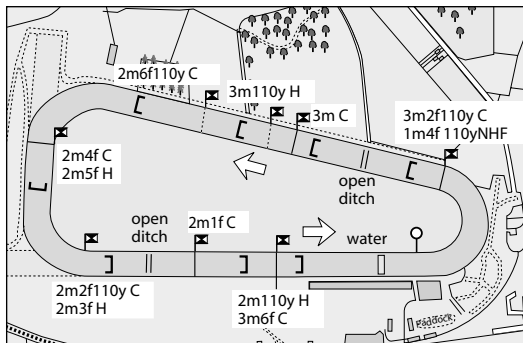 2m6f110y C
3m110y H
3m C
3m2f110y C
1m4f 110yNHF
2m4f C
2m5f H
open
ditch
open
ditch
2m1f C
water
2m2f110y C
2m3f H
2m110y H
3m6f C
Paddock